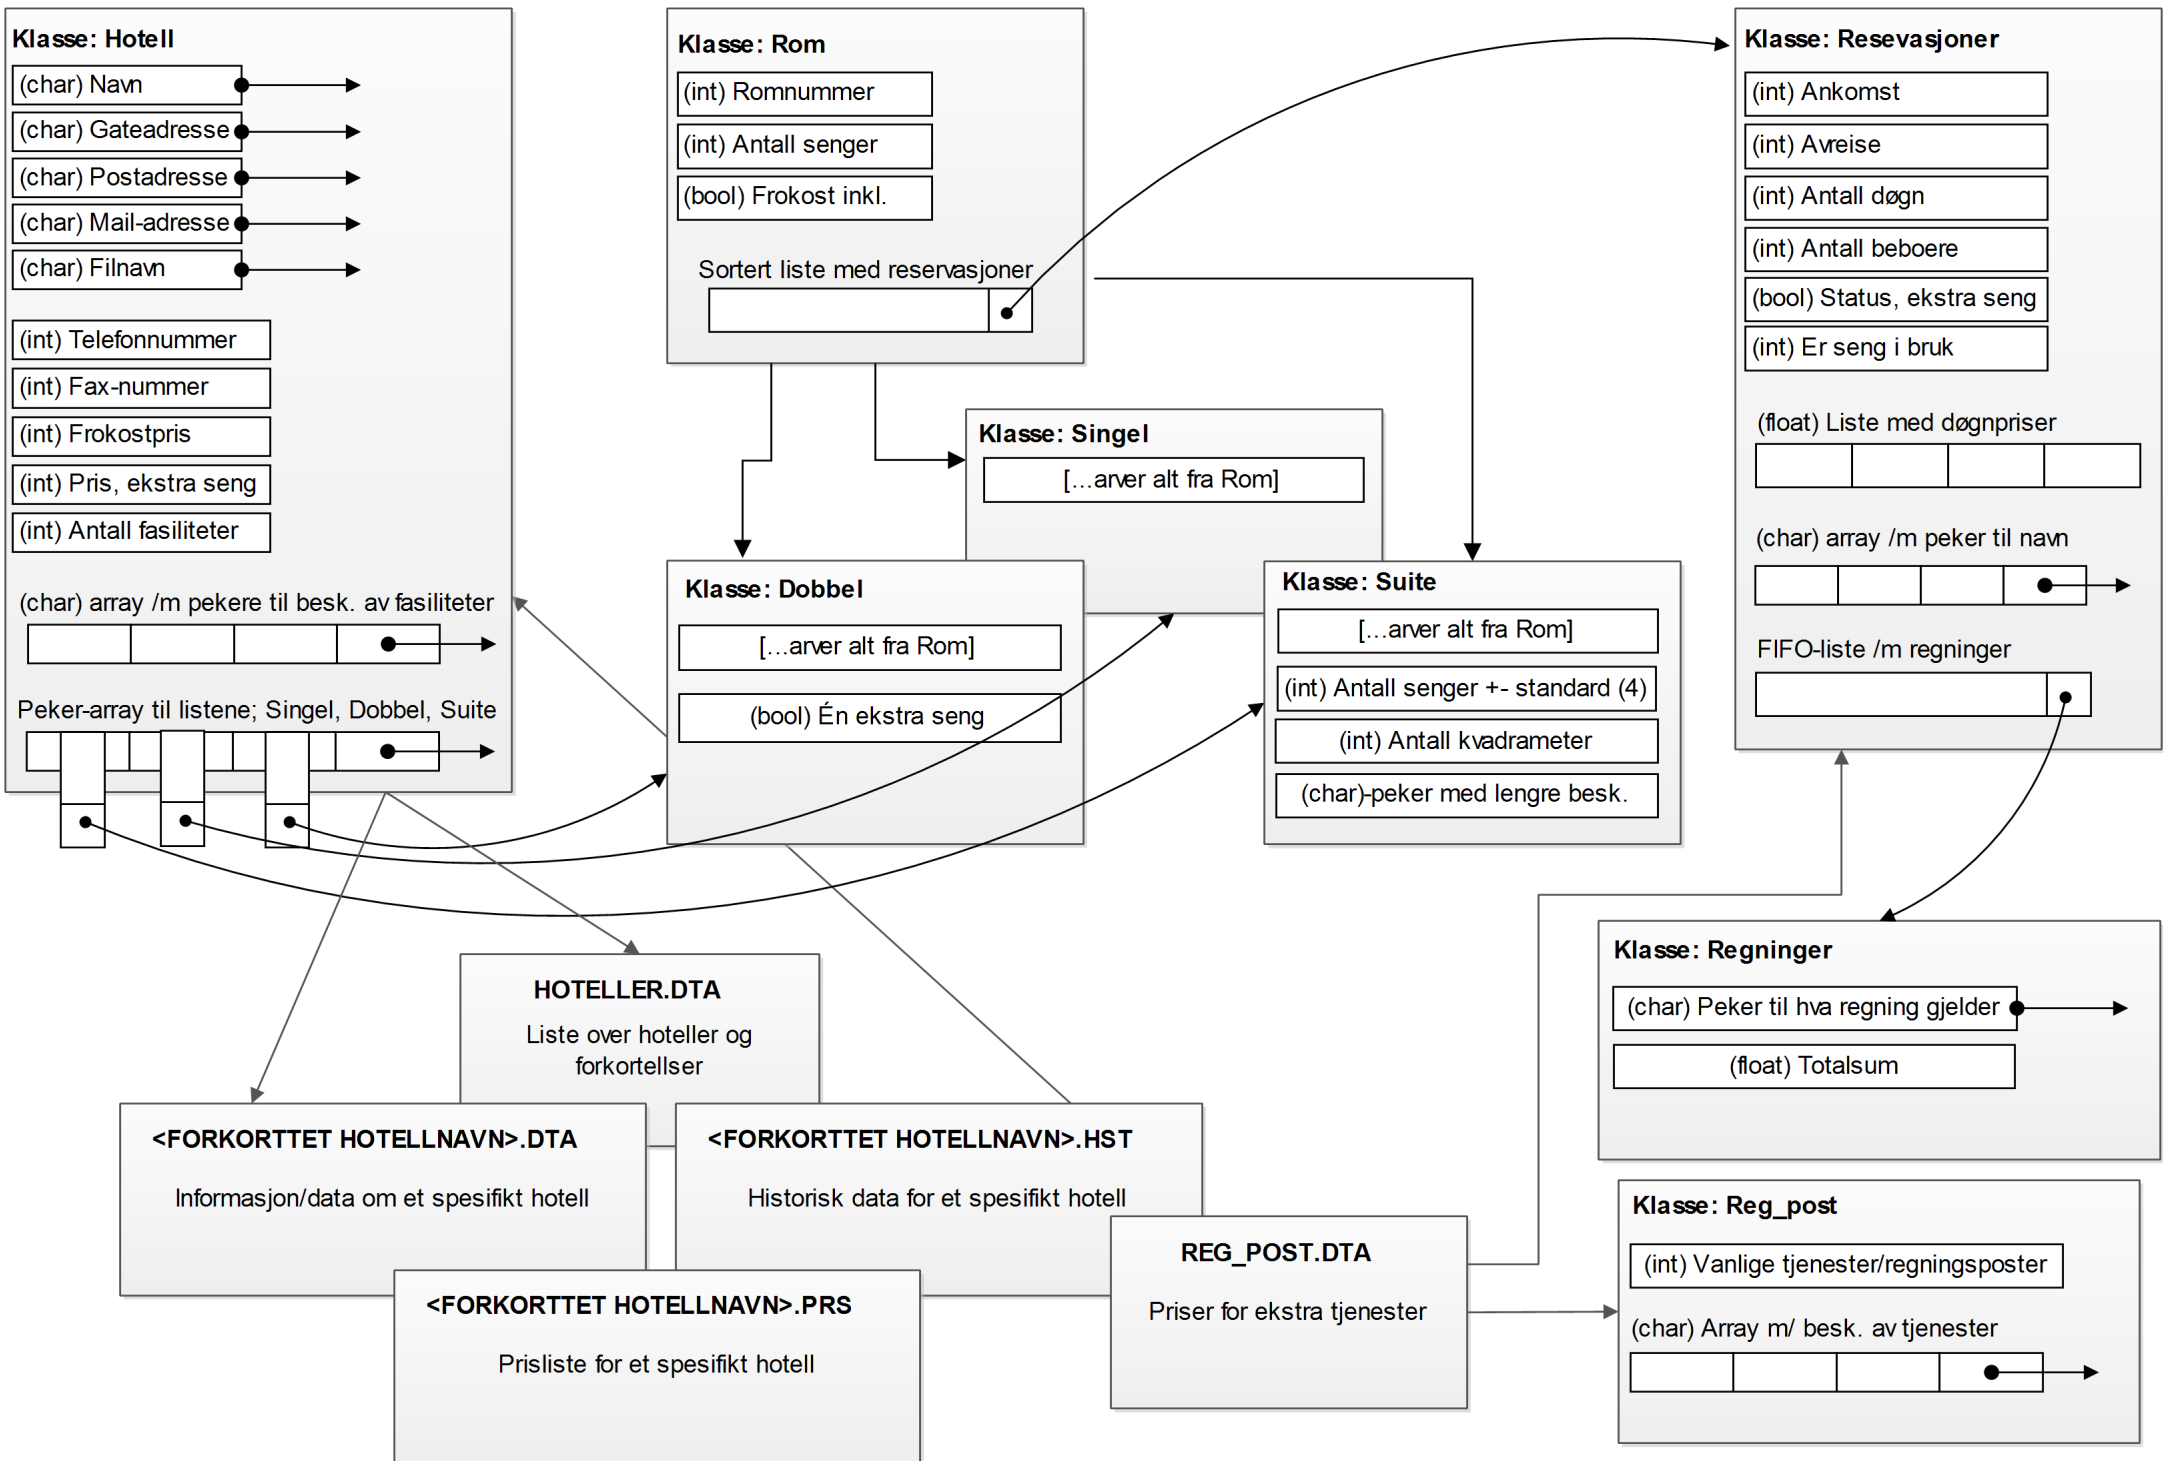 Klasse: Hotell
(char) Navn
(char) Gateadresse
(char) Postadresse
(char) Mail-adresse
(char) Filnavn
(int) Telefonnummer
(int) Fax-nummer
(int) Frokostpris
(int) Pris, ekstra seng
(int) Antall fasiliteter
(char) array /m pekere til besk. av fasiliteter
Peker-array til listene; Singel, Dobbel, Suite
Klasse: Rom
(int) Romnummer
(int) Antall senger
(bool) Frokost inkl.
Sortert liste med reservasjoner
Klasse: Singel
[...arver alt fra Rom]
Klasse: Dobbel
[...arver alt fra Rom]
(bool) Én ekstra seng
Klasse: Suite
[...arver alt fra Rom]
(int) Antall senger +- standard (4)
(int) Antall kvadrameter
(char)-peker med lengre besk.
Klasse: Resevasjoner
(int) Ankomst
(int) Avreise
(int) Antall døgn
(int) Antall beboere
(bool) Status, ekstra seng
(int) Er seng i bruk
(float) Liste med døgnpriser
(char) array /m peker til navn
FIFO-liste /m regninger
Klasse: Regninger
(char) Peker til hva regning gjelder
(float) Totalsum
HOTELLER.DTA
Liste over hoteller og
forkortellser
<FORKORTTET HOTELLNAVN>.DTA
Informasjon/data om et spesifikt hotell
<FORKORTTET HOTELLNAVN>.HST
Historisk data for et spesifikt hotell
<FORKORTTET HOTELLNAVN>.PRS
Prisliste for et spesifikt hotell
REG_POST.DTA
Priser for ekstra tjenester
Klasse: Reg_post
(int) Vanlige tjenester/regningsposter
(char) Array m/ besk. av tjenester